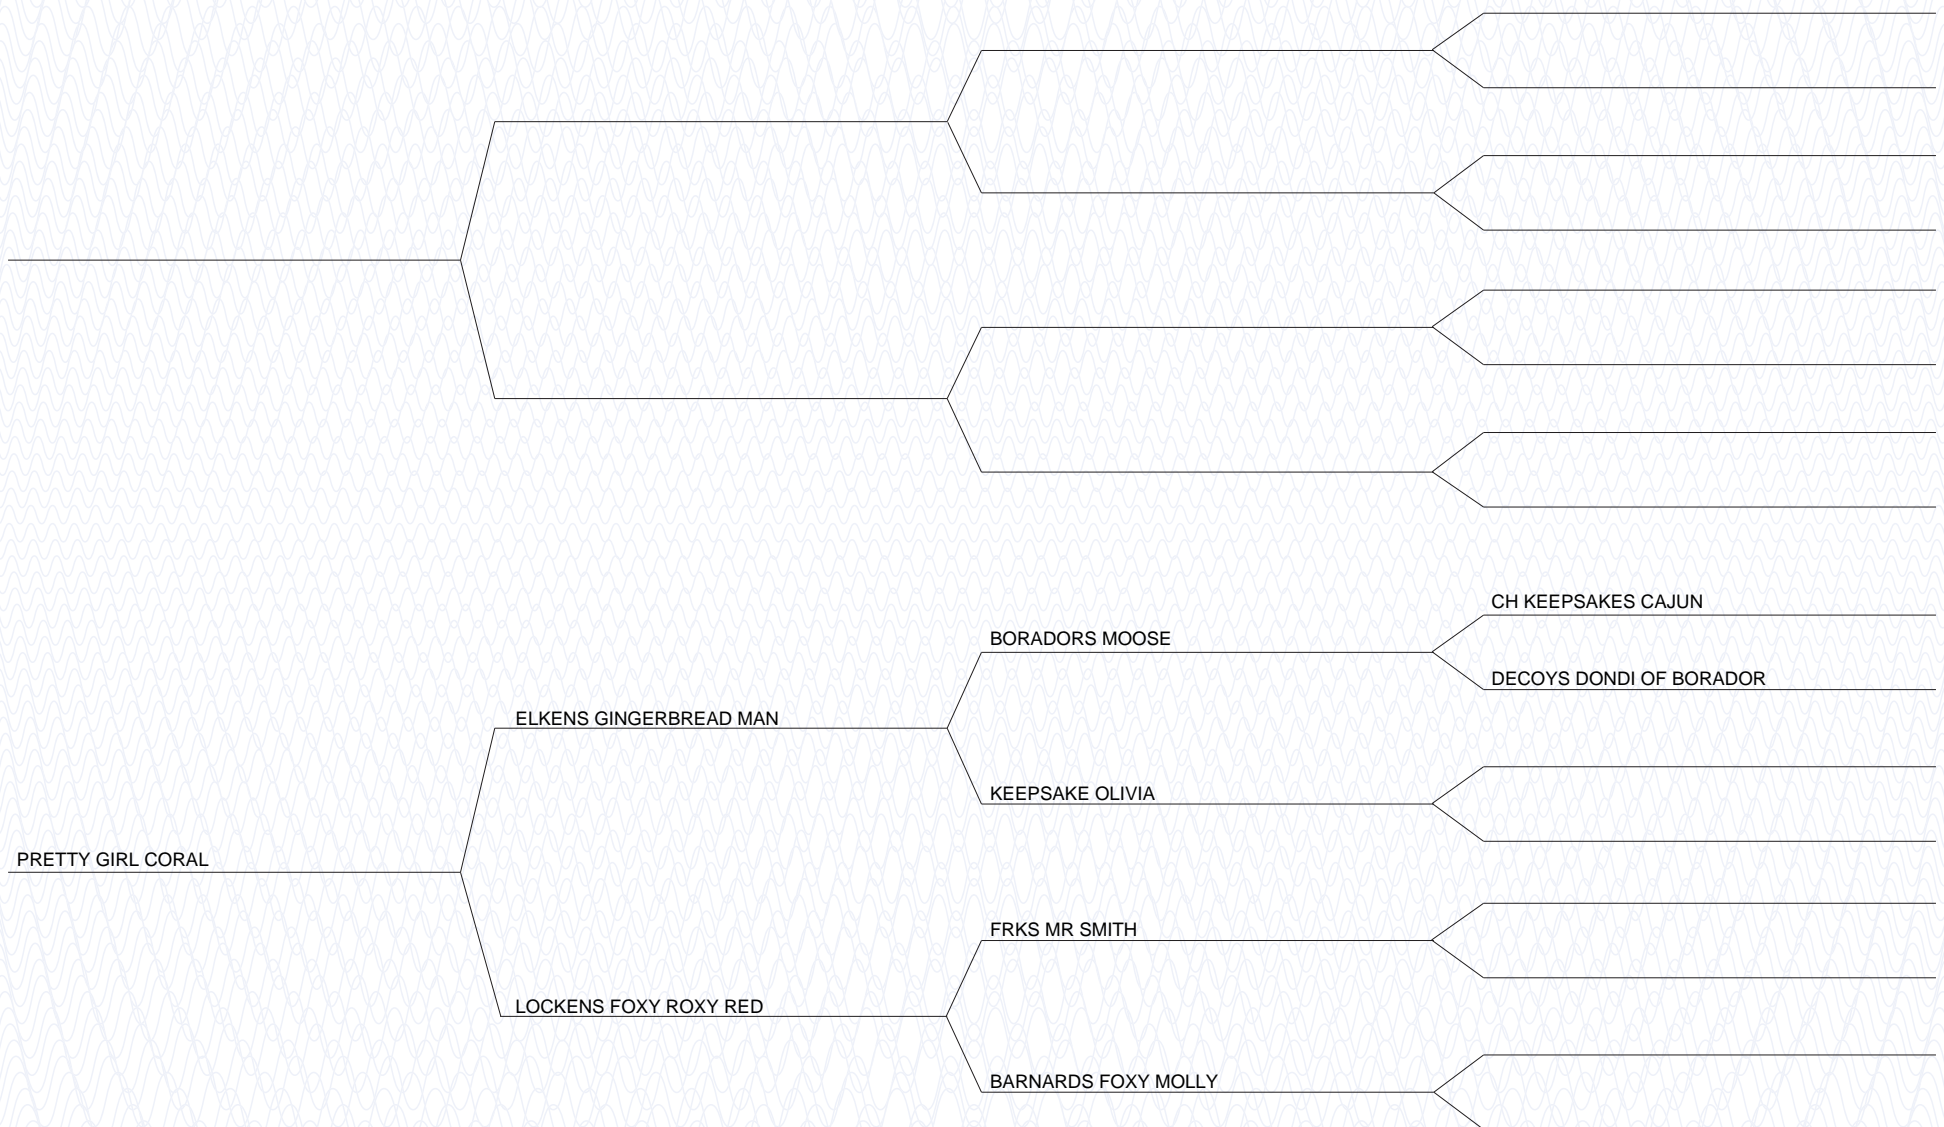 CH KEEPSAKES CAJUN
BORADORS MOOSE
DECOYS DONDI OF BORADOR
ELKENS GINGERBREAD MAN
KEEPSAKE OLIVIA
PRETTY GIRL CORAL
FRKS MR SMITH
LOCKENS FOXY ROXY RED
BARNARDS FOXY MOLLY